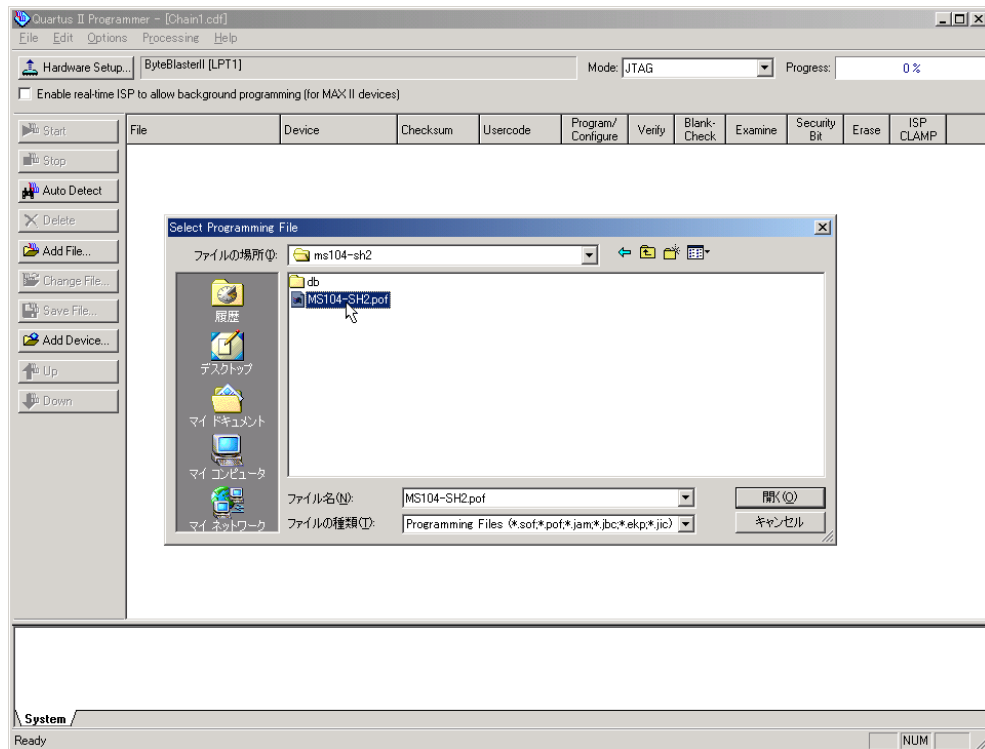 Quartus II Programmer - [Chain1.cdf]
File Edit Options Processing Help
Hardware Setup... ByteBlasterII [LPT1] Mode: JTAG Progress: 0 %
Enable real-time ISP to allow background programming (for MAX II devices)
Start
Stop
Auto Detect
Delete
Add File...
Change File...
Save File...
Add Device...
Up
Down
File Device Checksum Usercode Program/Configure Verify Blank-Check Examine Security Bit Erase ISP CLAMP
Select Programming File
ファイルの場所(I): ms104-sh2
履歴
デスクトップ
マイ ドキュメント
マイ コンピュータ
マイ ネットワーク
db
MS104-SH2.pof
ファイル名(N): MS104-SH2.pof 開く(O)
ファイルの種類(T): Programming Files (*.sof;*.pof;*.jam;*.jbc;*.ekp;*.jic) キャンセル
System
Ready NUM